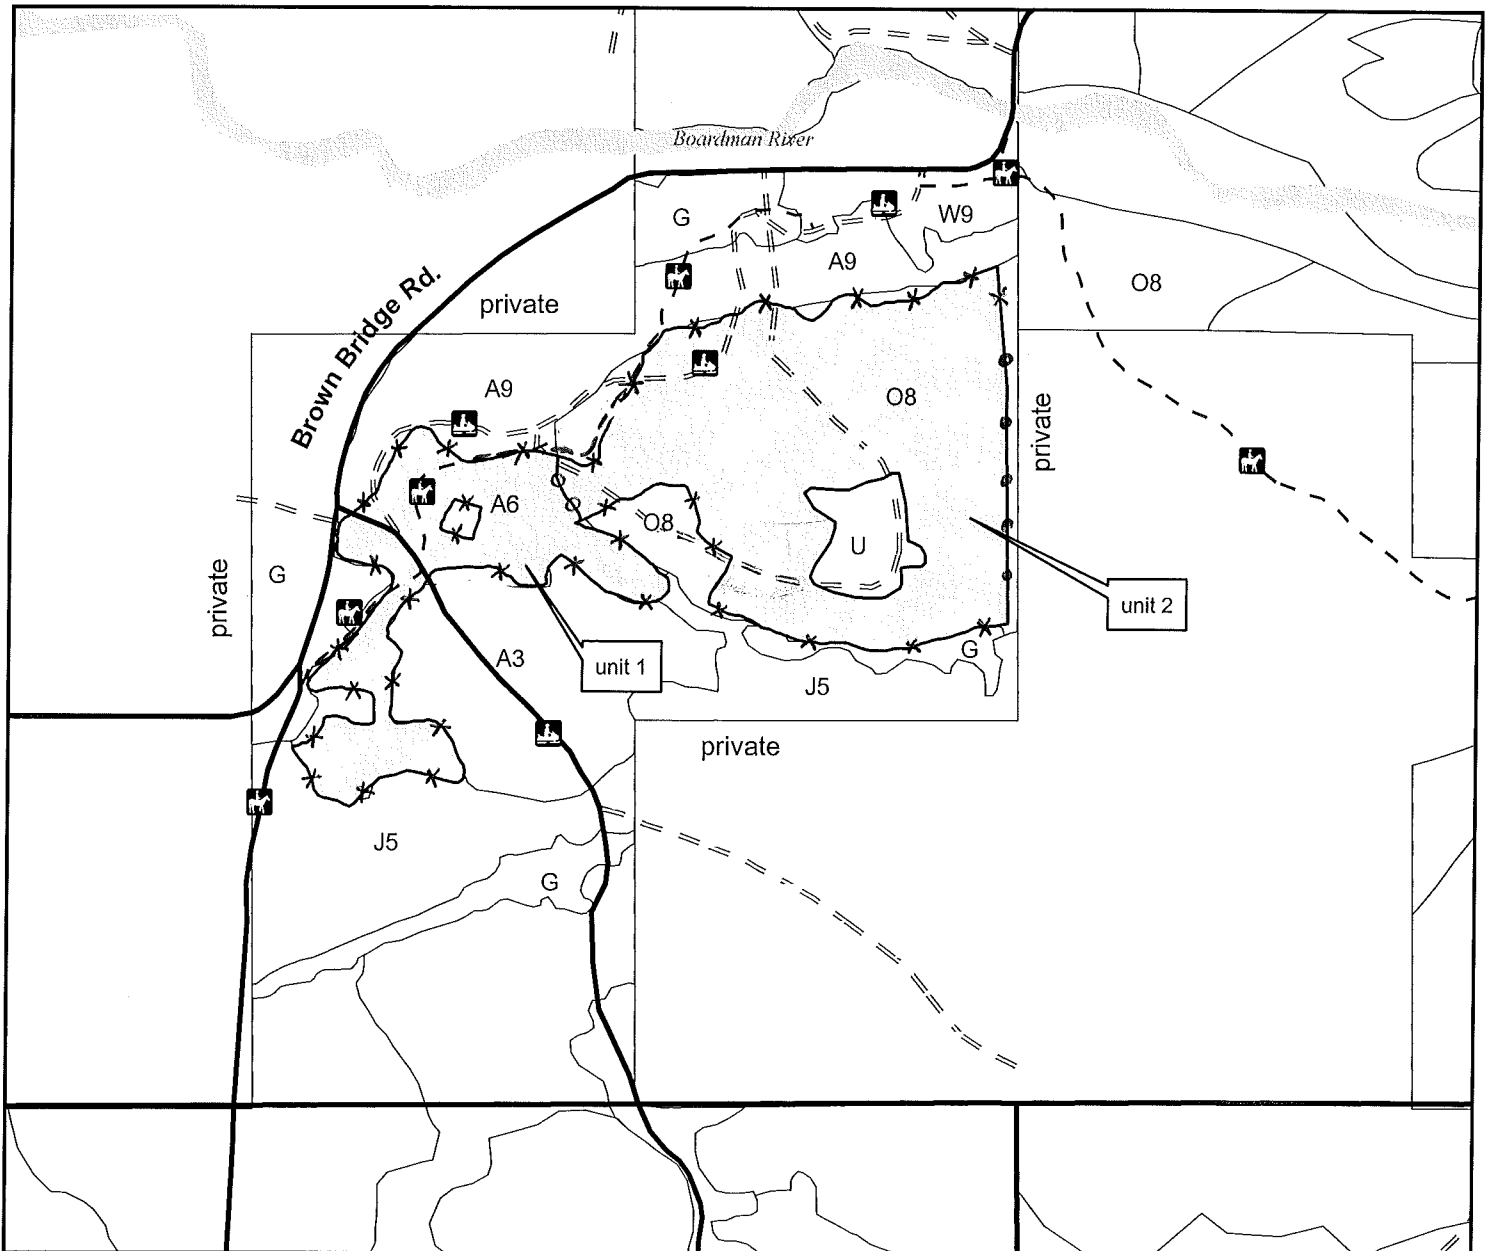 Boardman River
G
W9
A9
O8
private
Brown Bridge Rd.
A9
O8
private
A6
O8
U
G
private
unit 2
A3
unit 1
G
J5
private
J5
G